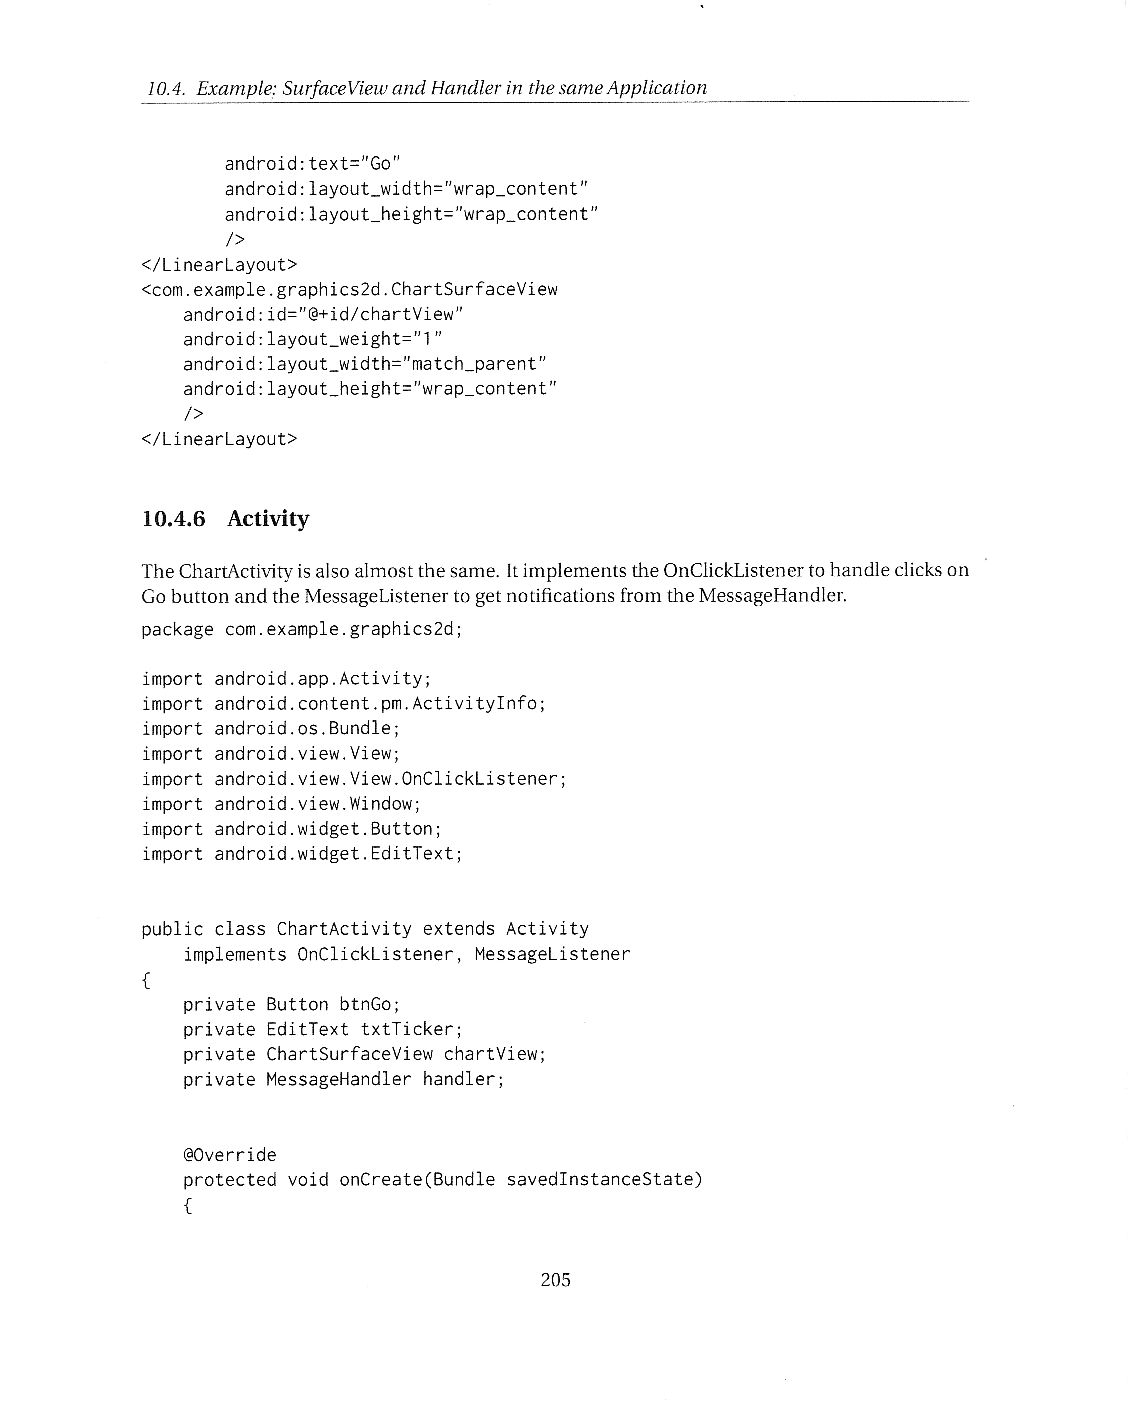 10.4. Example: SurfaceView and Handler in the same Application
android:text="Go"
android:layout_width="wrap_content"
android:layout_height="wrap_content"
/>
</LinearLayout>
<com.example.graphics2d.ChartSurfaceView
android:id="@+id/chartView"
android:layout_weight="1"
android:layout_width="match_parent"
android:layout_height="wrap_content"
/>
</LinearLayout>
10.4.6 Activity
The ChartActivity is also almost the same. It implements the OnClickListener to handle clicks on
Go button and the MessageListener to get notifications from the MessageHandler.
package com.example.graphics2d;
import android.app.Activity;
import android.content.pm.ActivityInfo;
import android.os.Bundle;
import android.view.View;
import android.view.View.OnClickListener;
import android.view.Window;
import android.widget.Button;
import android.widget.EditText;
public class ChartActivity extends Activity
implements OnClickListener, MessageListener
{
private Button btnGo;
private EditText txtTicker;
private ChartSurfaceView chartView;
private MessageHandler handler;
@Override
protected void onCreate(Bundle savedInstanceState)
{
205